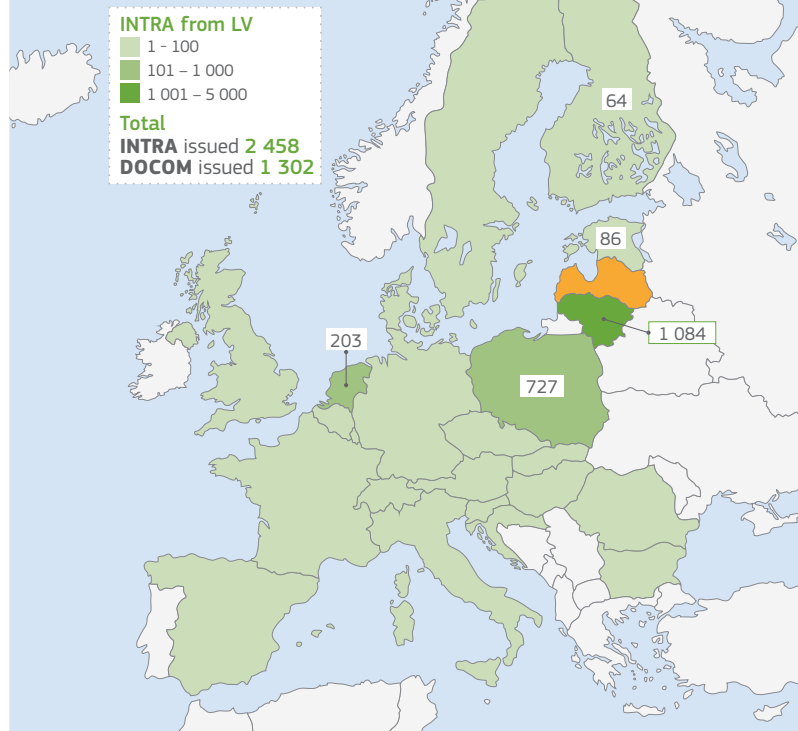 INTRA from LV
1 - 100
101 – 1 000
1 001 – 5 000
Total
INTRA issued 2 458
DOCOM issued 1 302
64
86
1 084
203
727